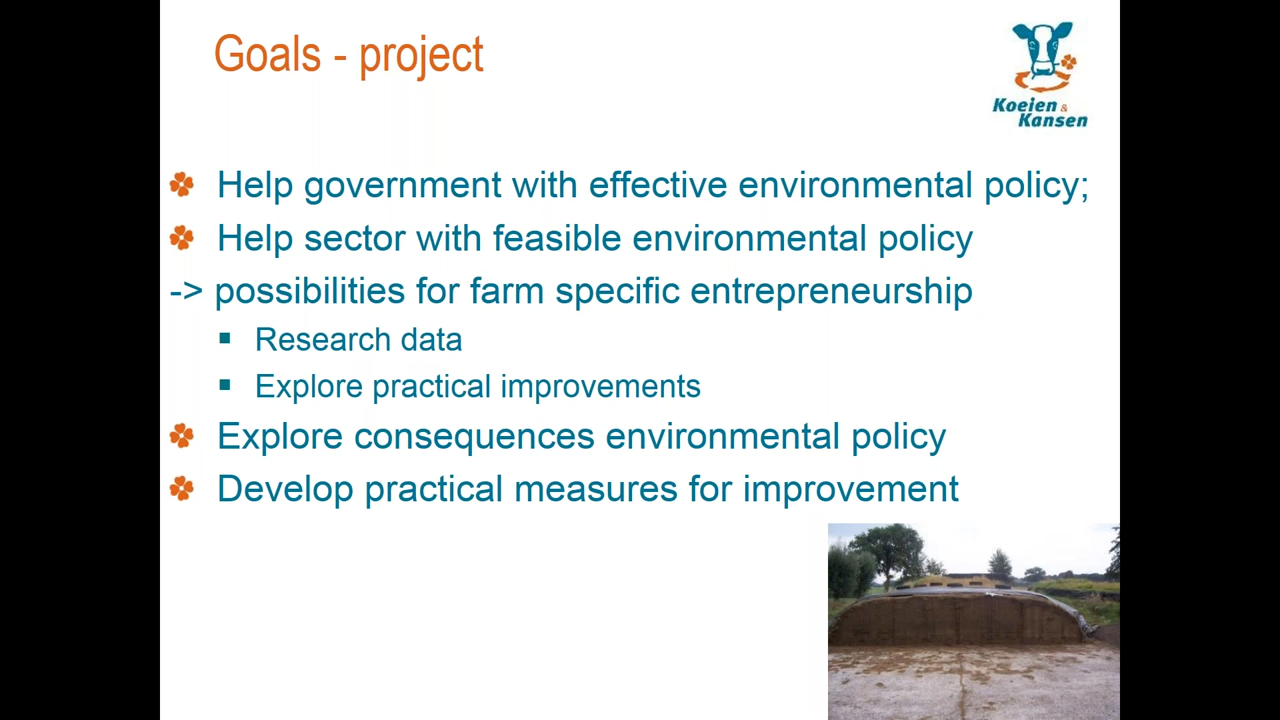 Goals - project
Koeien &
Kansen
Help government with effective environmental policy;
Help sector with feasible environmental policy
-> possibilities for farm specific entrepreneurship
Research data
Explore practical improvements
Explore consequences environmental policy
Develop practical measures for improvement